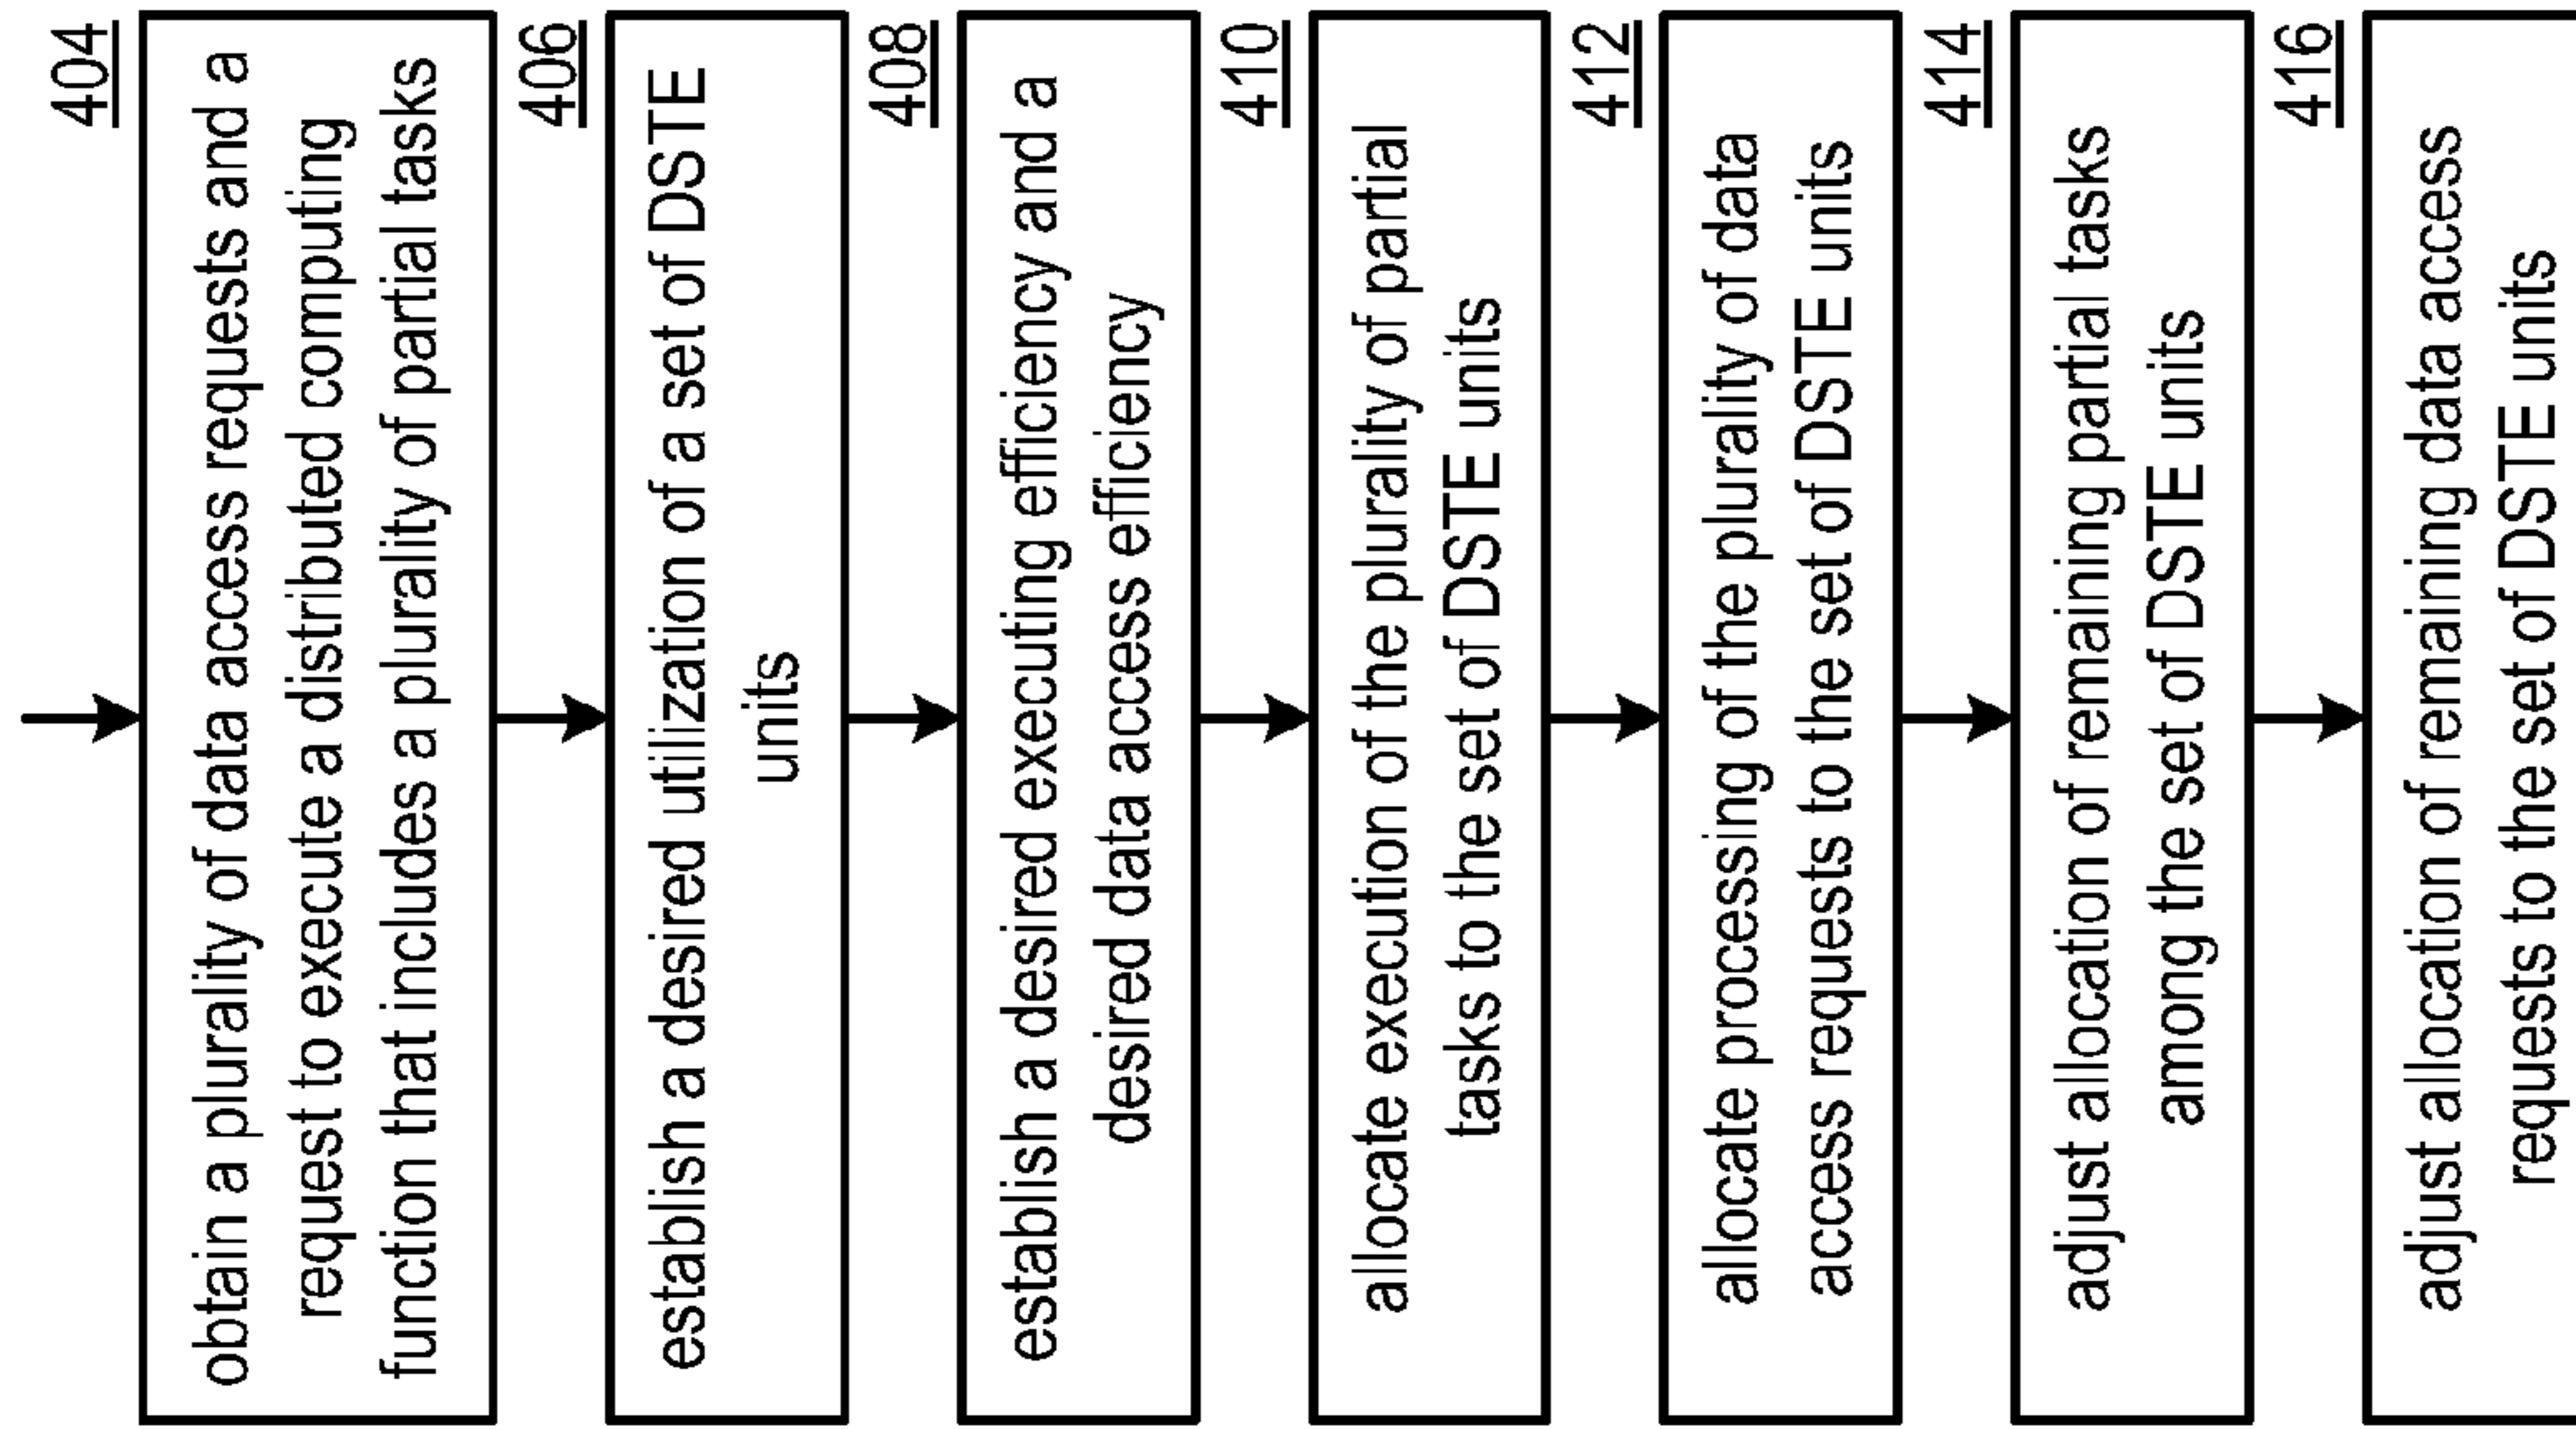 404
obtain a plurality of data access requests and a
request to execute a distributed computing
function that includes a plurality of partial tasks
406
establish a desired utilization of a set of DSTE
units
408
establish a desired executing efficiency and a
desired data access efficiency
410
allocate execution of the plurality of partial
tasks to the set of DSTE units
412
allocate processing of the plurality of data
access requests to the set of DSTE units
414
adjust allocation of remaining partial tasks
among the set of DSTE units
416
adjust allocation of remaining data access
requests to the set of DSTE units